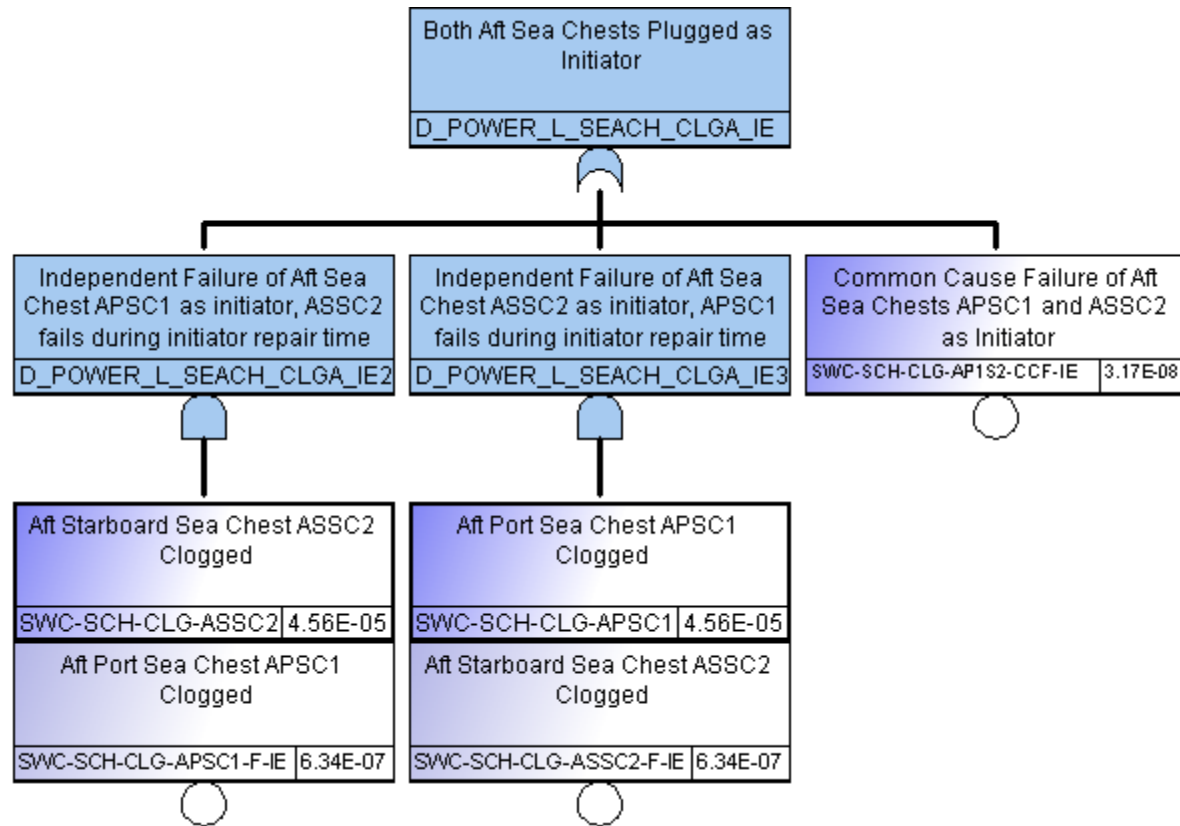 Both Aft Sea Chests Plugged as
Initiator
D_POWER_L_SEACH_CLGA_IE
Independent Failure of Aft Sea
Chest APSC1 as initiator, ASSC2
fails during initiator repair time
D_POWER_L_SEACH_CLGA_IE2
Independent Failure of Aft Sea
Chest ASSC2 as initiator, APSC1
fails during initiator repair time
D_POWER_L_SEACH_CLGA_IE3
Common Cause Failure of Aft
Sea Chests APSC1 and ASSC2
as Initiator
SWC-SCH-CLG-AP1S2-CCF-IE 3.17E-08
Aft Starboard Sea Chest ASSC2
Clogged
SWC-SCH-CLG-ASSC2 4.56E-05
Aft Port Sea Chest APSC1
Clogged
SWC-SCH-CLG-APSC1-F-IE 6.34E-07
Aft Port Sea Chest APSC1
Clogged
SWC-SCH-CLG-APSC1 4.56E-05
Aft Starboard Sea Chest ASSC2
Clogged
SWC-SCH-CLG-ASSC2-F-IE 6.34E-07